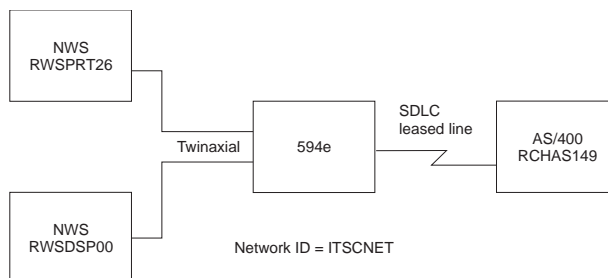 NWS
RWSPRT26
SDLC
leased line
AS/400
RCHAS149
Twinaxial
594e
NWS
RWSDSP00
Network ID = ITSCNET